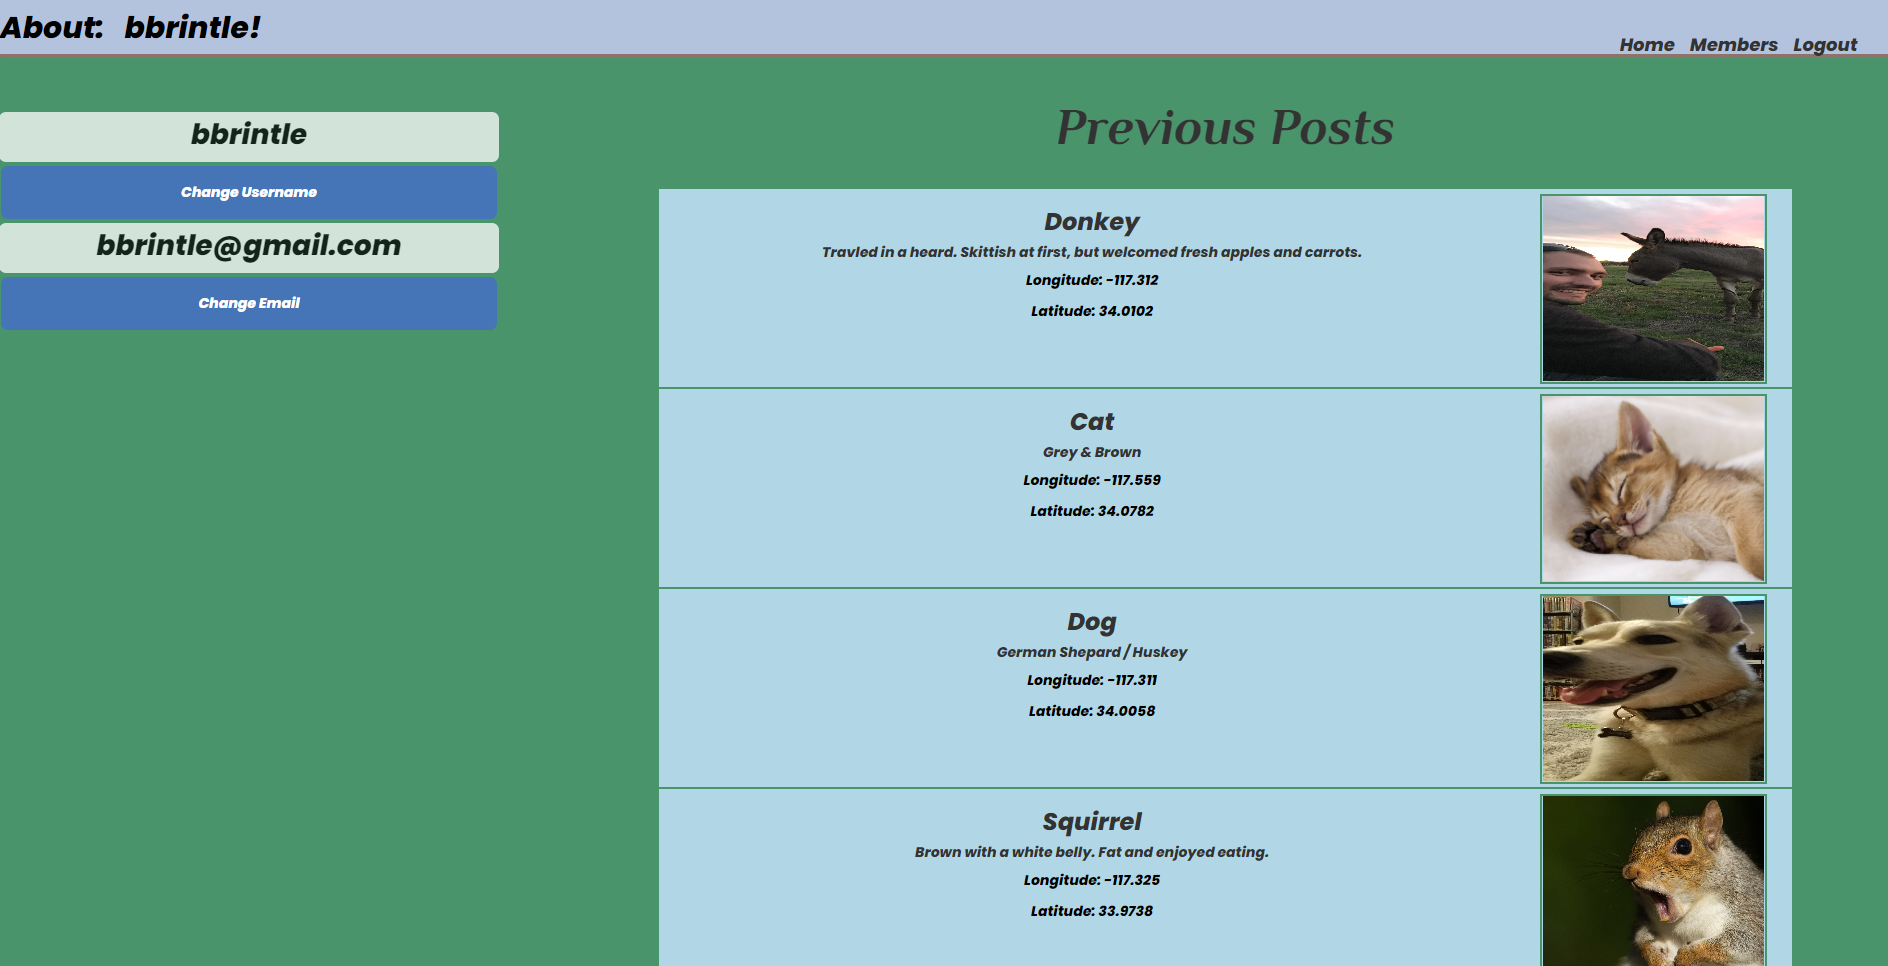 About: bbrintle!
Home Members Logout
bbrintle
Change Username
bbrintle@gmail.com
Change Email
Previous Posts
Donkey
Travled in a heard. Skittish at first, but welcomed fresh apples and carrots.
Longitude: -117.312
Latitude: 34.0102
Cat
Grey & Brown
Longitude: -117.559
Latitude: 34.0782
Dog
German Shepard / Huskey
Longitude: -117.311
Latitude: 34.0058
Squirrel
Brown with a white belly. Fat and enjoyed eating.
Longitude: -117.325
Latitude: 33.9738